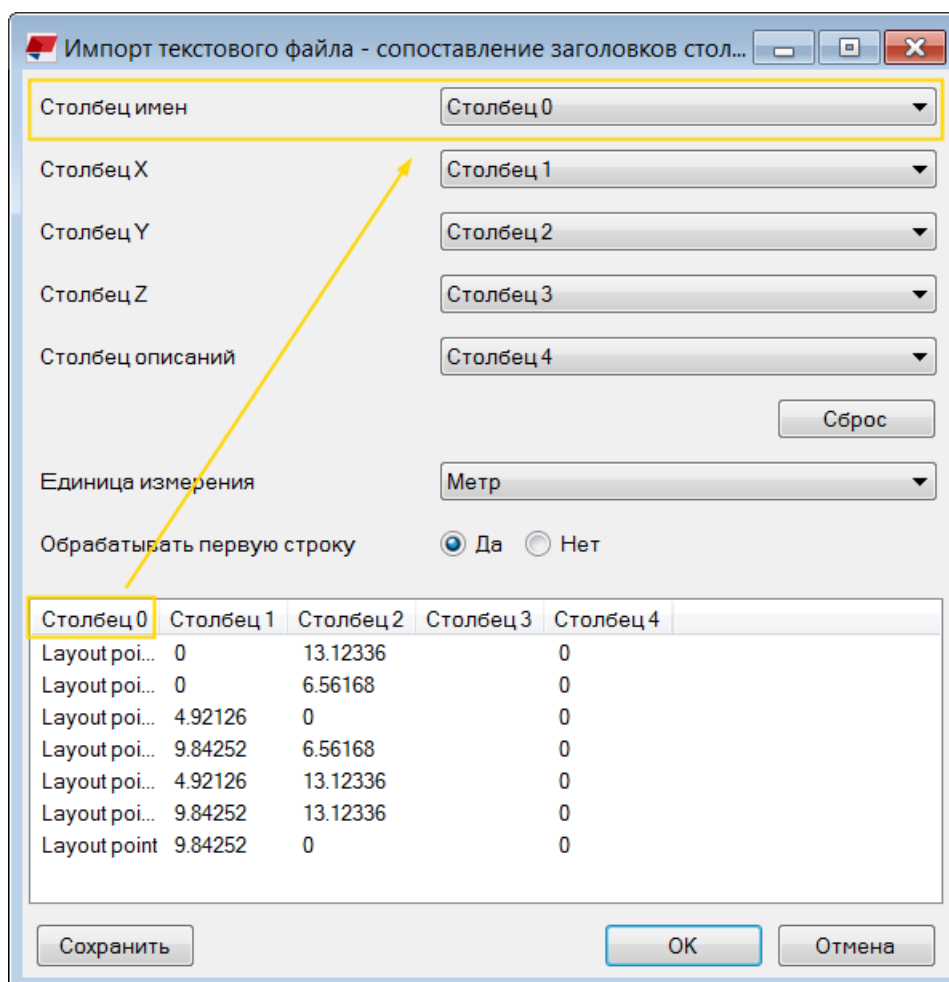 Импорт текстового файла - сопоставление заголовков стол...
Столбец имен Столбец 0
Столбец X Столбец 1
Столбец Y Столбец 2
Столбец Z Столбец 3
Столбец описаний Столбец 4
Сброс
Единица измерения Метр
Обрабатывать первую строку Да Нет
Столбец 0 Столбец 1 Столбец 2 Столбец 3 Столбец 4
Layout poi... 0 13.12336 0
Layout poi... 0 6.56168 0
Layout poi... 4.92126 0 0
Layout poi... 9.84252 6.56168 0
Layout poi... 4.92126 13.12336 0
Layout poi... 9.84252 13.12336 0
Layout point 9.84252 0 0
Сохранить OK Отмена